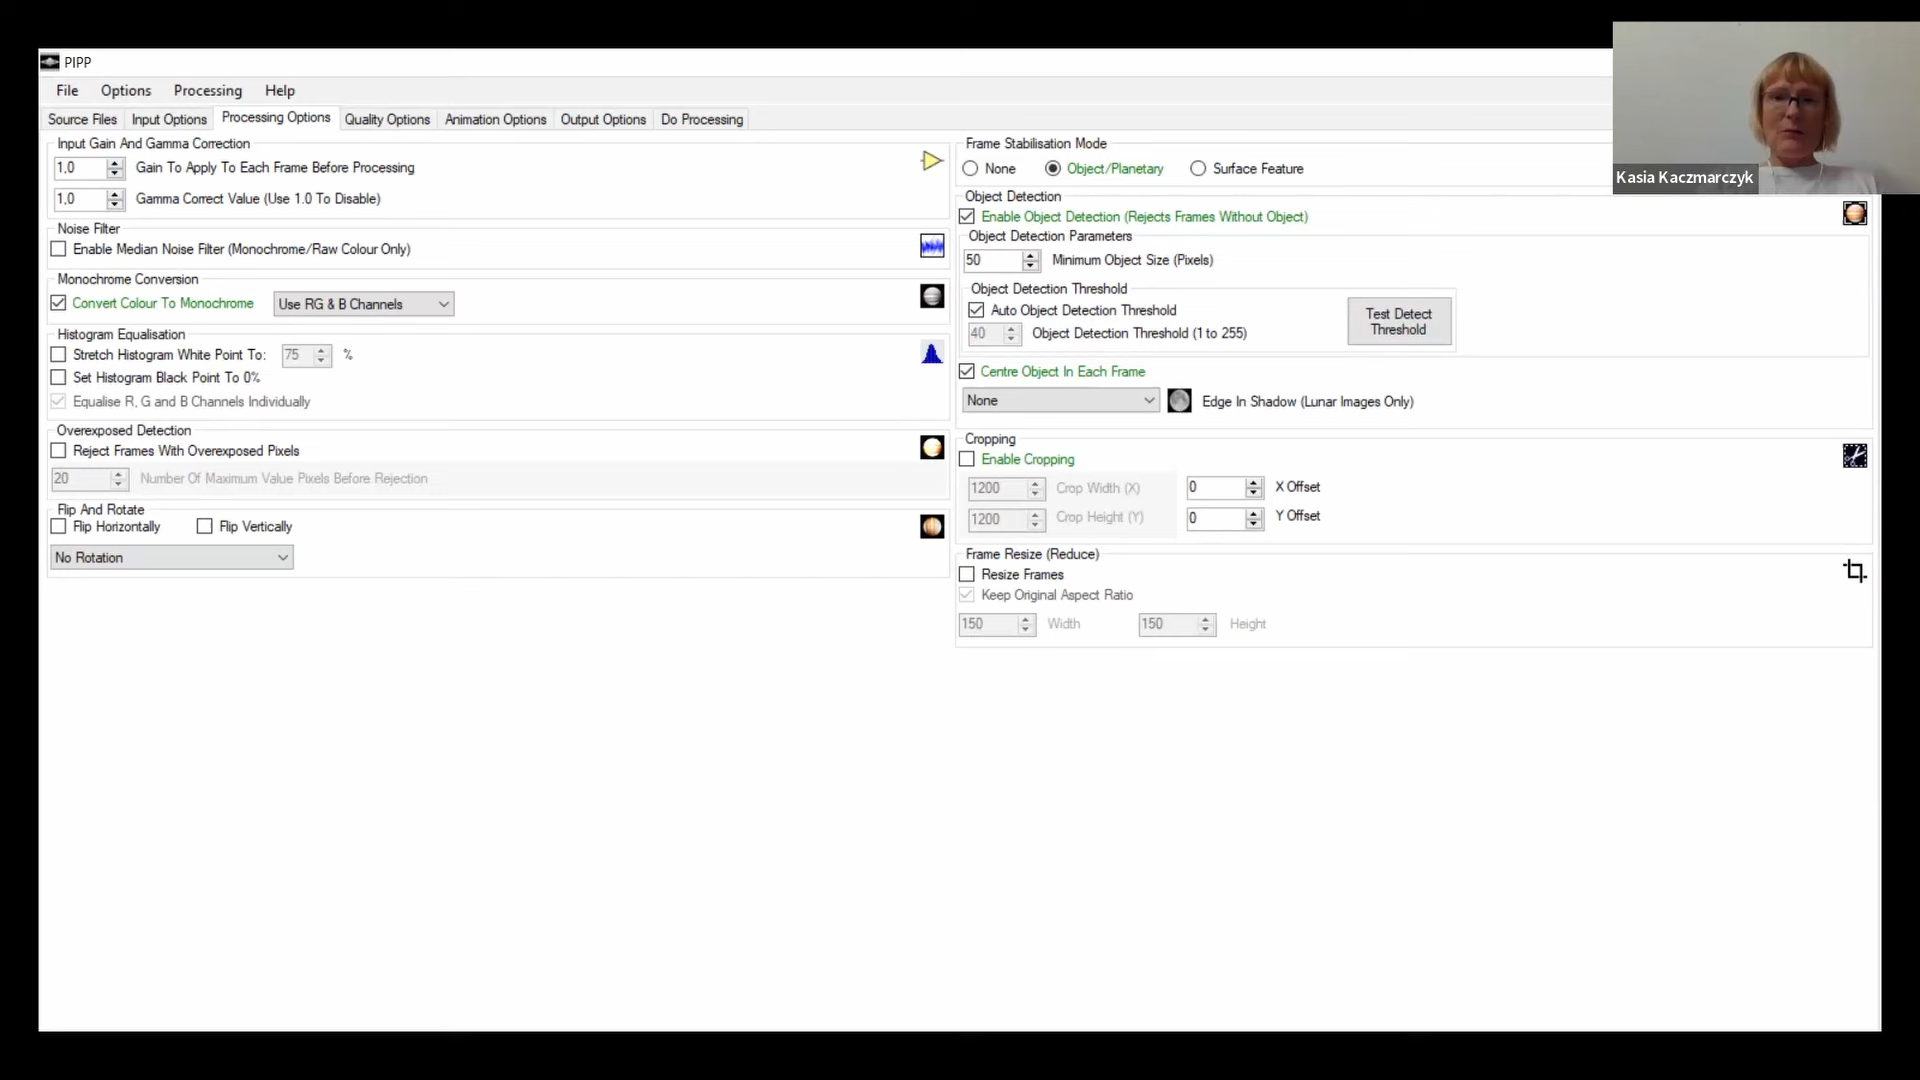 PIPP
File Options Processing Help
Source Files Input Options Processing Options Quality Options Animation Options Output Options Do Processing
Input Gain And Gamma Correction
1.0 Gain To Apply To Each Frame Before Processing
1.0 Gamma Correct Value (Use 1.0 To Disable)
Noise Filter
Enable Median Noise Filter (Monochrome/Raw Colour Only)
Monochrome Conversion
Convert Colour To Monochrome Use RG & B Channels
Histogram Equalisation
Stretch Histogram White Point To: 75 %
Set Histogram Black Point To 0%
Equalise R, G and B Channels Individually
Overexposed Detection
Reject Frames With Overexposed Pixels
20 Number Of Maximum Value Pixels Before Rejection
Flip And Rotate
Flip Horizontally Flip Vertically
No Rotation
Frame Stabilisation Mode
None Object/Planetary Surface Feature
Object Detection
Enable Object Detection (Rejects Frames Without Object)
Object Detection Parameters
50 Minimum Object Size (Pixels)
Object Detection Threshold
Auto Object Detection Threshold
40 Object Detection Threshold (1 to 255)
Test Detect
Threshold
Centre Object In Each Frame
None Edge In Shadow (Lunar Images Only)
Cropping
Enable Cropping
1200 Crop Width (X) 0 X Offset
1200 Crop Height (Y) 0 Y Offset
Frame Resize (Reduce)
Resize Frames
Keep Original Aspect Ratio
150 Width 150 Height
Kasia Kaczmarczyk